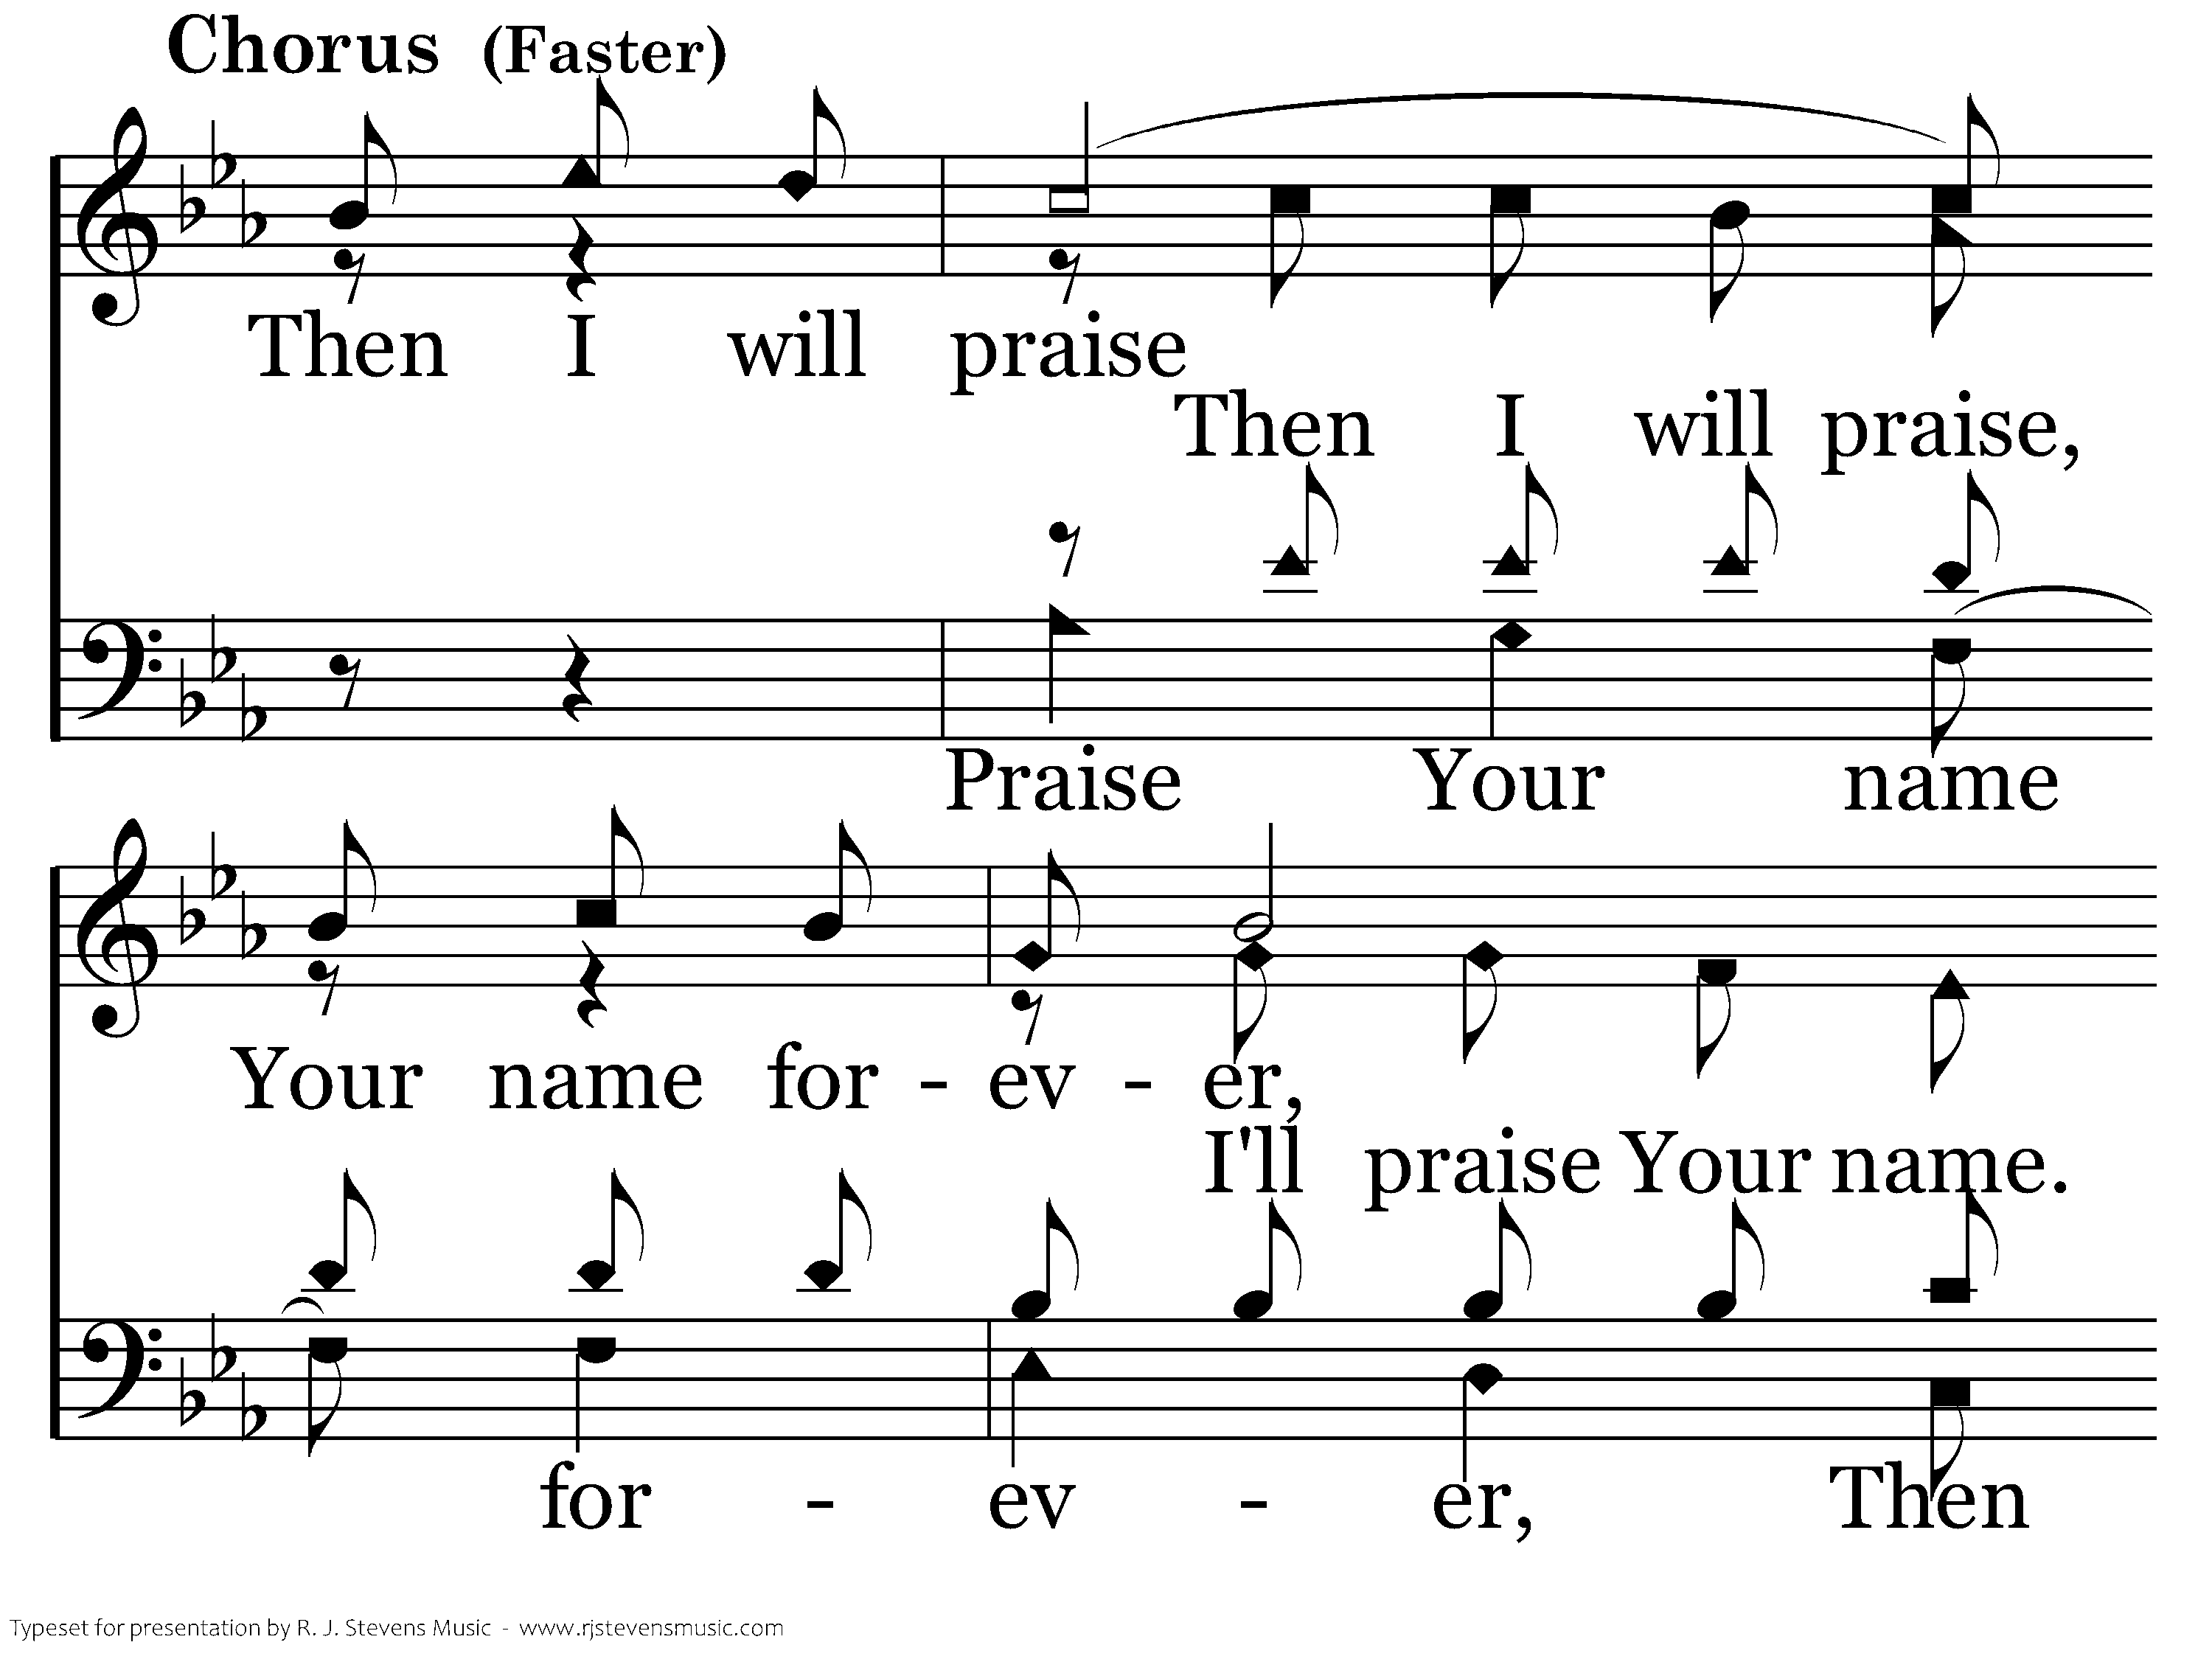 Chorus (Faster)
Then I will praise
Then I will praise,
Praise Your name
Your name for - ev - er,
I'll praise Your name.
for - ev - er, Then
Typeset for presentation by R. J. Stevens Music - www.rjstevensmusic.com